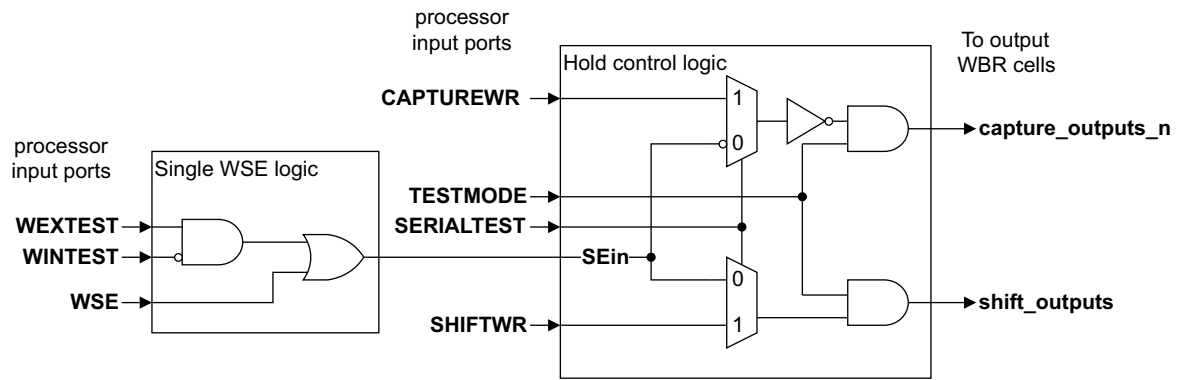 processor
input ports
To output
WBR cells
Hold control logic
CAPTUREWR
1
0
capture_outputs_n
processor
input ports
Single WSE logic
TESTMODE
WEXTEST
SERIALTEST
WINTEST
SEin
0
WSE
shift_outputs
SHIFTWR
1